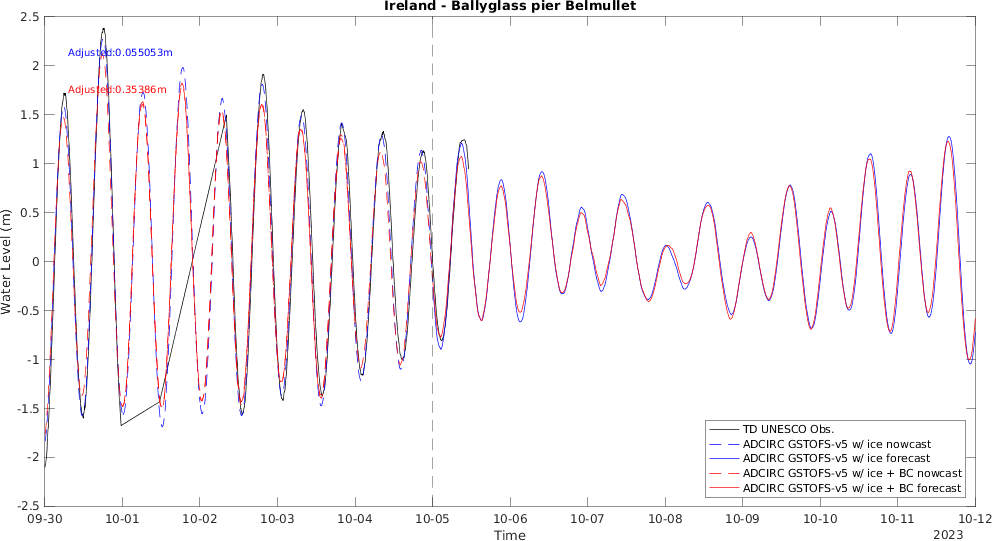 Ireland - Ballyglass pier Belmullet
Adjusted:0.055053m
Adjusted:0.35386m
Water Level (m)
2.5
2
1.5
1
0.5
0
-0.5
-1
-1.5
-2
-2.5
09-30
10-01
10-02
10-03
10-04
10-05
10-06
10-07
10-08
10-09
10-10
10-11
10-12
2023
Time
TD UNESCO Obs.
ADCIRC GSTOFS-v5 w/ ice nowcast
ADCIRC GSTOFS-v5 w/ ice forecast
ADCIRC GSTOFS-v5 w/ ice + BC nowcast
ADCIRC GSTOFS-v5 w/ ice + BC forecast